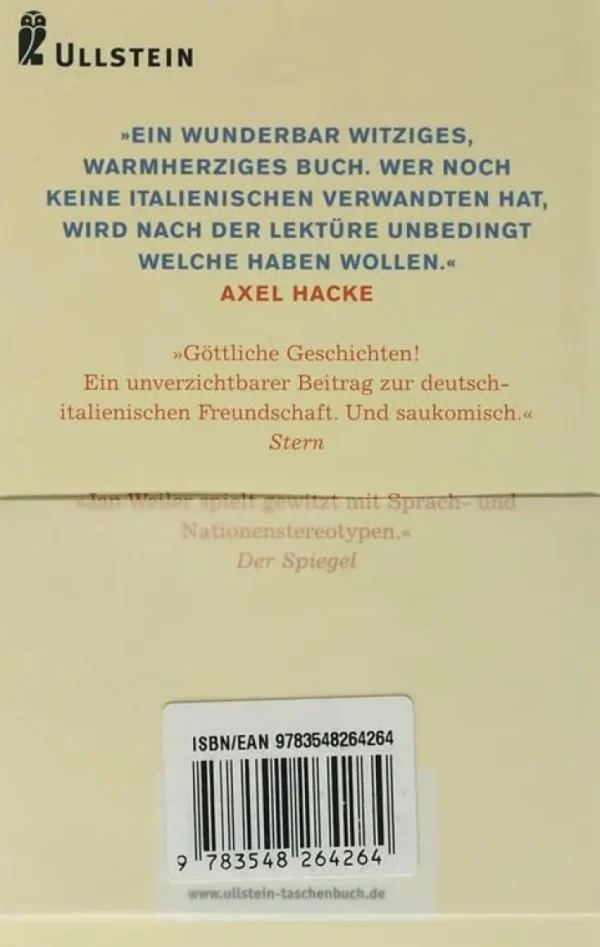 ULLSTEIN
»EIN WUNDERBAR WITZIGES,
WARMHERZIGES BUCH. WER NOCH
KEINE ITALIENISCHEN VERWANDTEN HAT,
WIRD NACH DER LEKTÜRE UNBEDINGT
WELCHE HABEN WOLLEN.«
AXEL HACKE
»Göttliche Geschichten!
Ein unverzichtbarer Beitrag zur deutsch-
italienischen Freundschaft. Und saukomisch.«
Stern
»Jan Weiler spielt gewitzt mit Sprach- und
Nationenstereotypen.«
Der Spiegel
ISBN/EAN 9783548264264
9 783548 264264
www.ullstein-taschenbuch.de